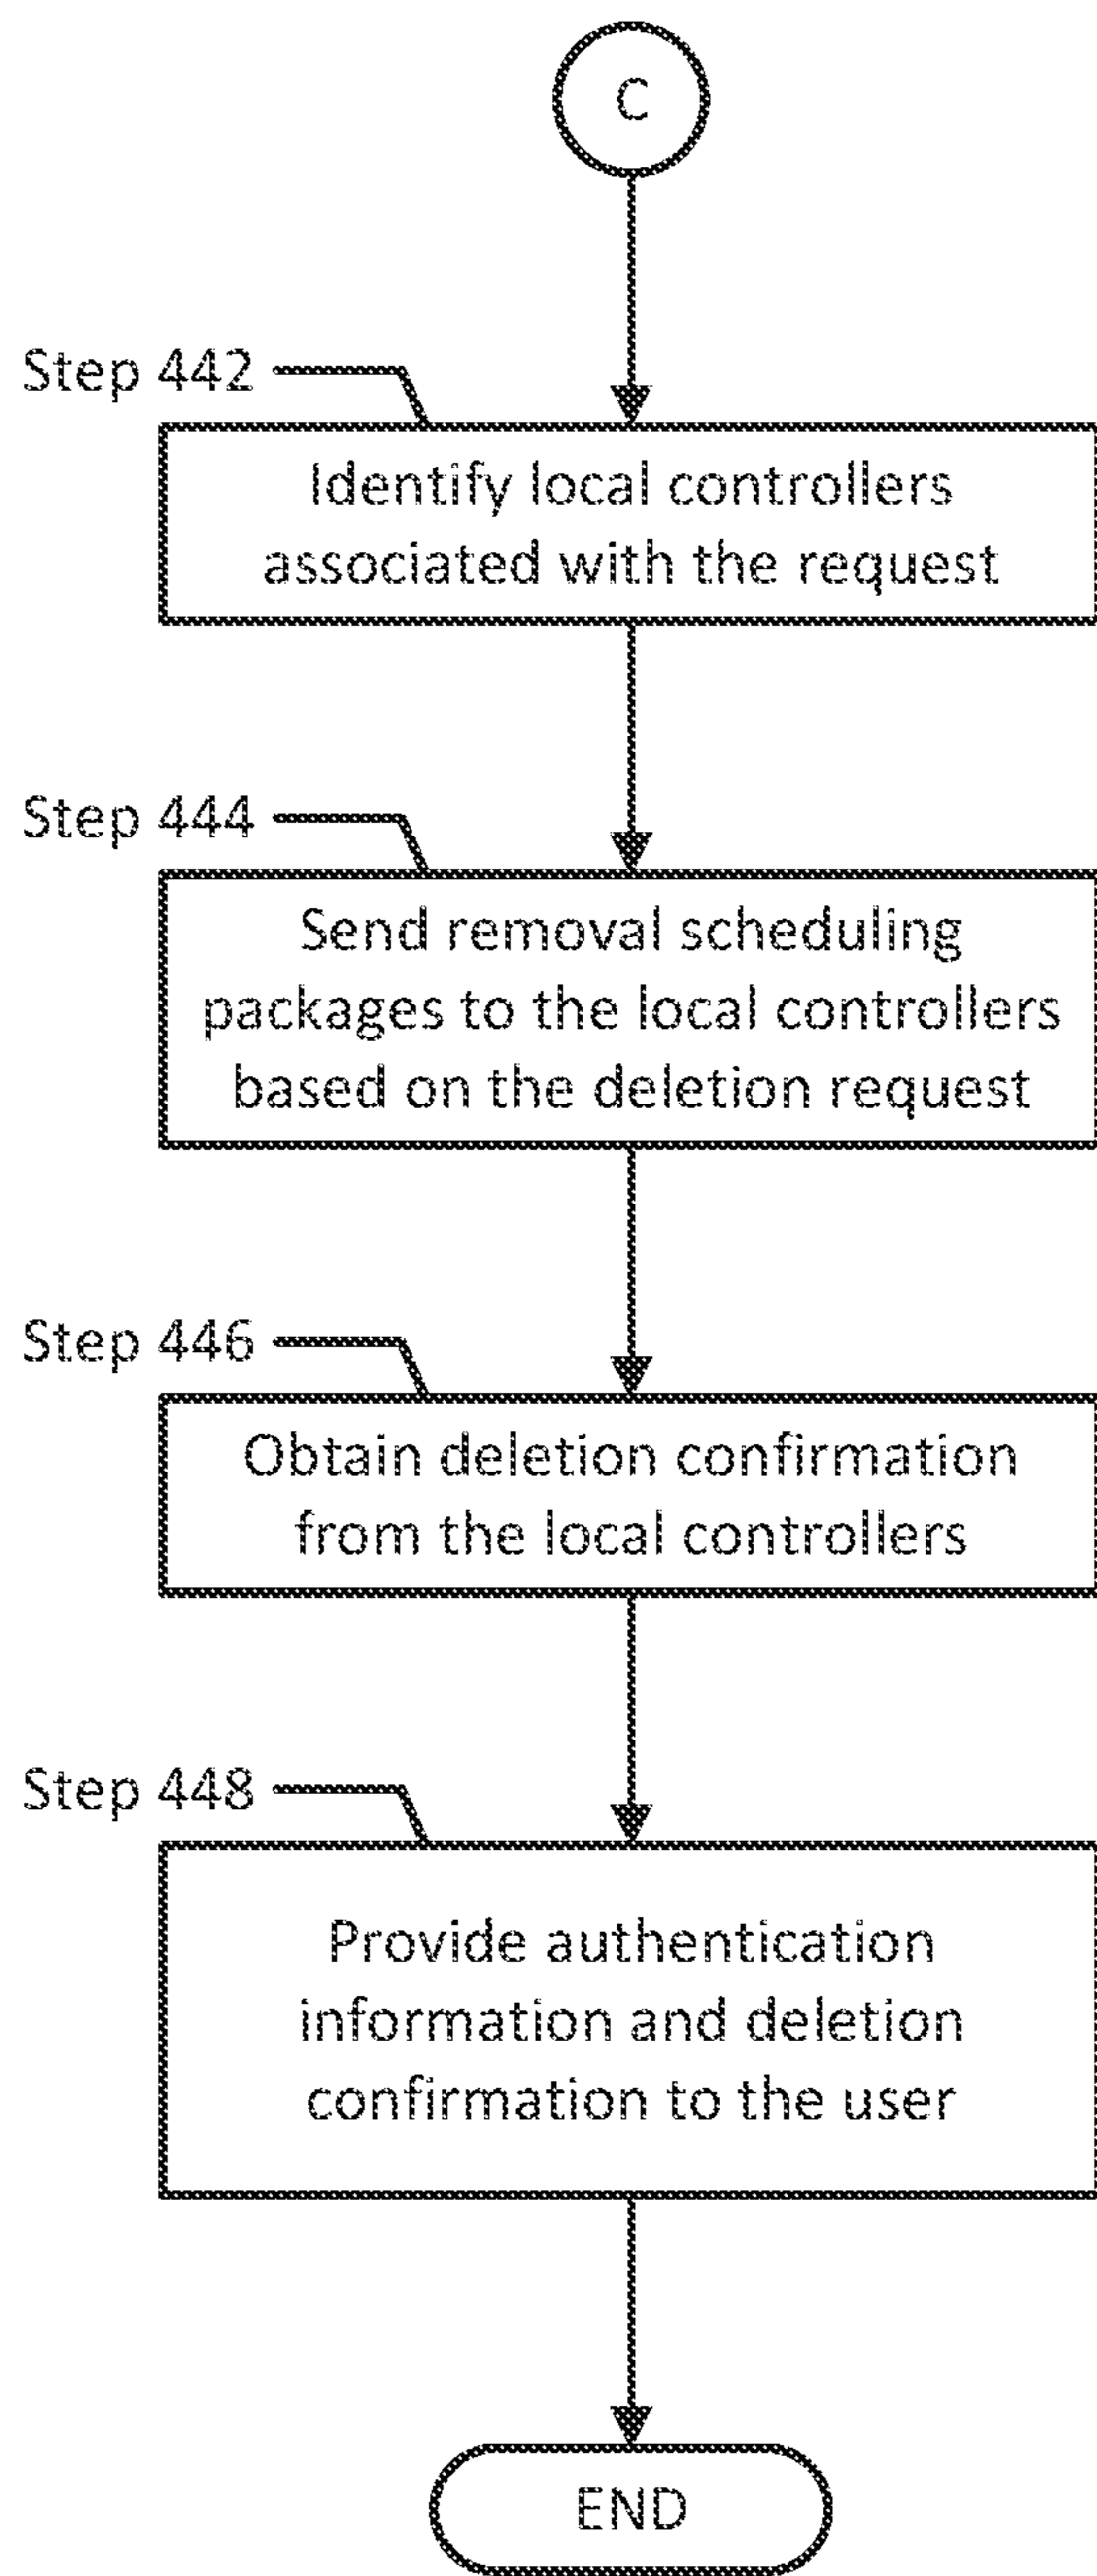 C
Step 442
Identify local controllers
associated with the request
Step 444
Send removal scheduling
packages to the local controllers
based on the deletion request
Step 446
Obtain deletion confirmation
from the local controllers
Step 448
Provide authentication
information and deletion
confirmation to the user
END